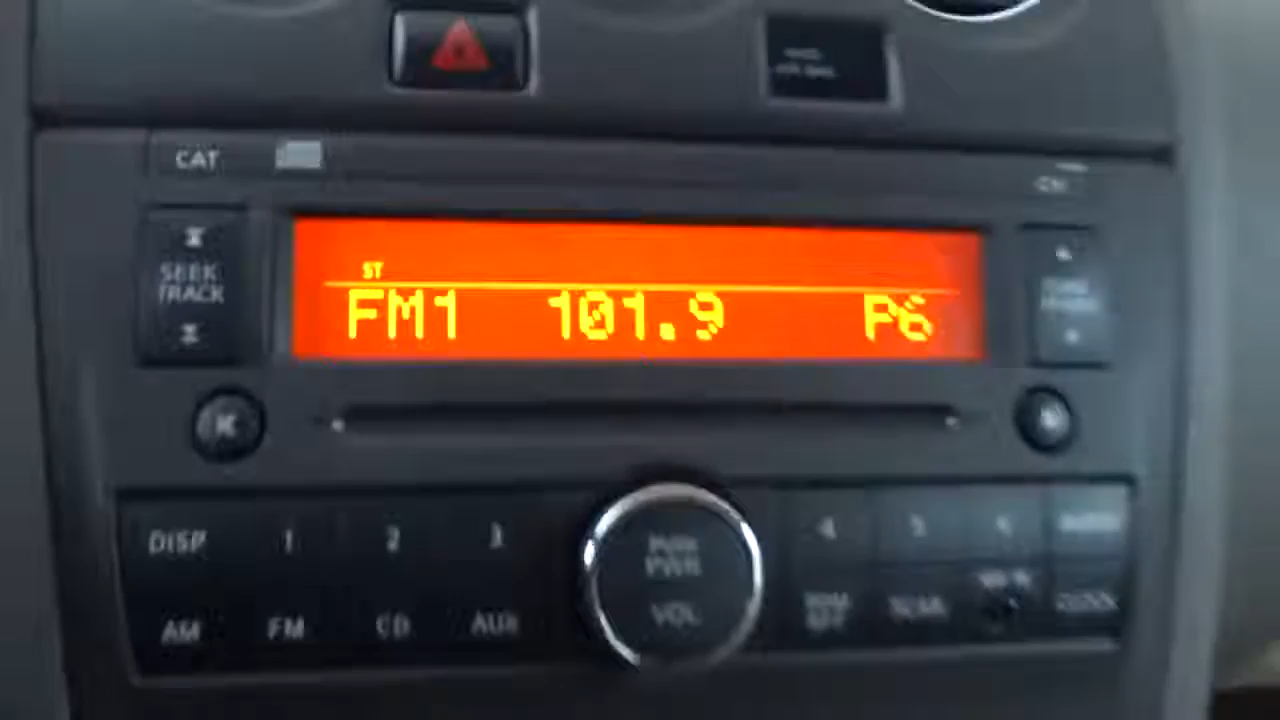 CAT
SEEK
TRACK
ST
FM1 101.9 P6
DISP 1 2 3
PUSH
PWR
VOL
4 5 6
AM FM CD AUX
SCAN